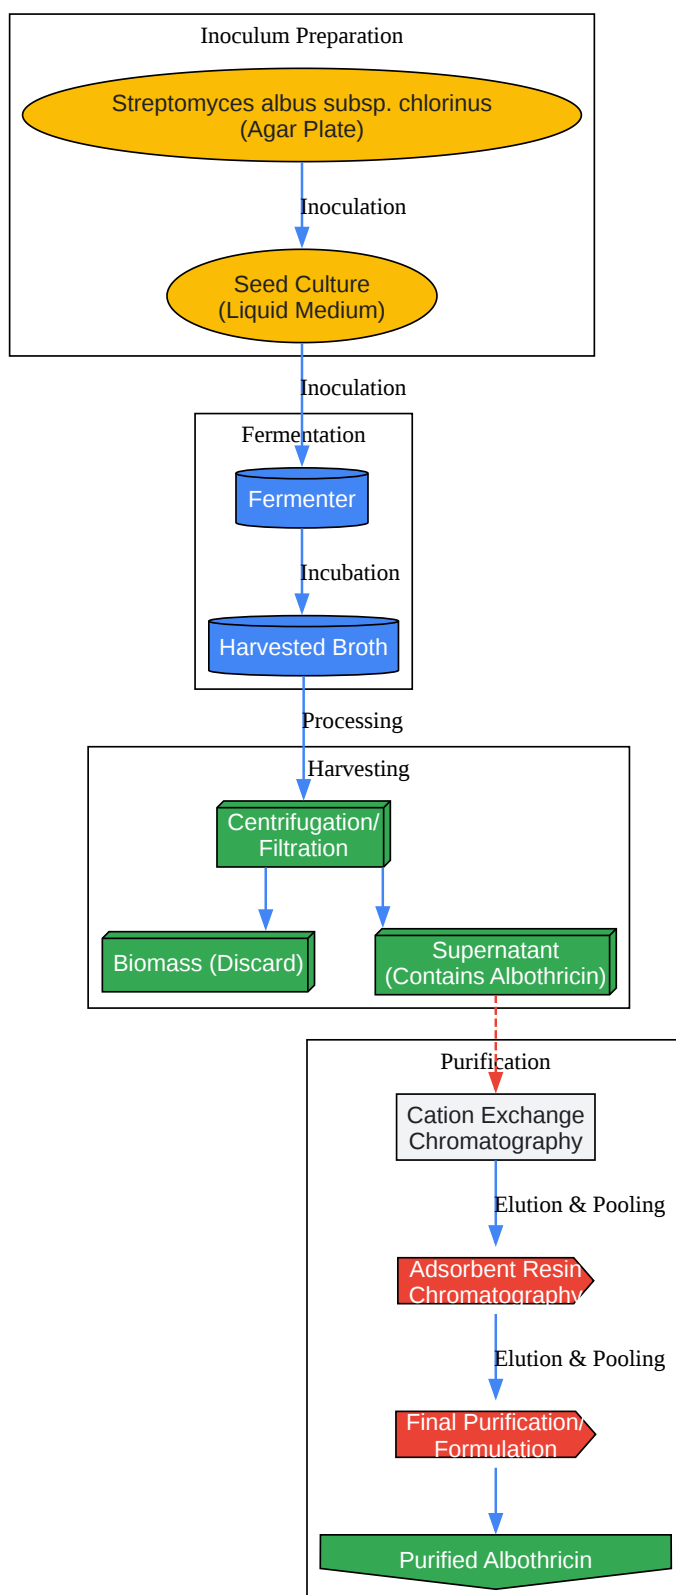 Inoculum Preparation
Streptomyces albus subsp. chlorinus
(Agar Plate)
Inoculation
Seed Culture
(Liquid Medium)
Inoculation
Fermentation
Fermenter
Incubation
Harvested Broth
Processing
Harvesting
Centrifugation/
Filtration
Biomass (Discard)
Supernatant
(Contains Albothricin)
Purification
Cation Exchange
Chromatography
Elution & Pooling
Adsorbent Resin
Chromatography
Elution & Pooling
Final Purification/
Formulation
Purified Albothricin